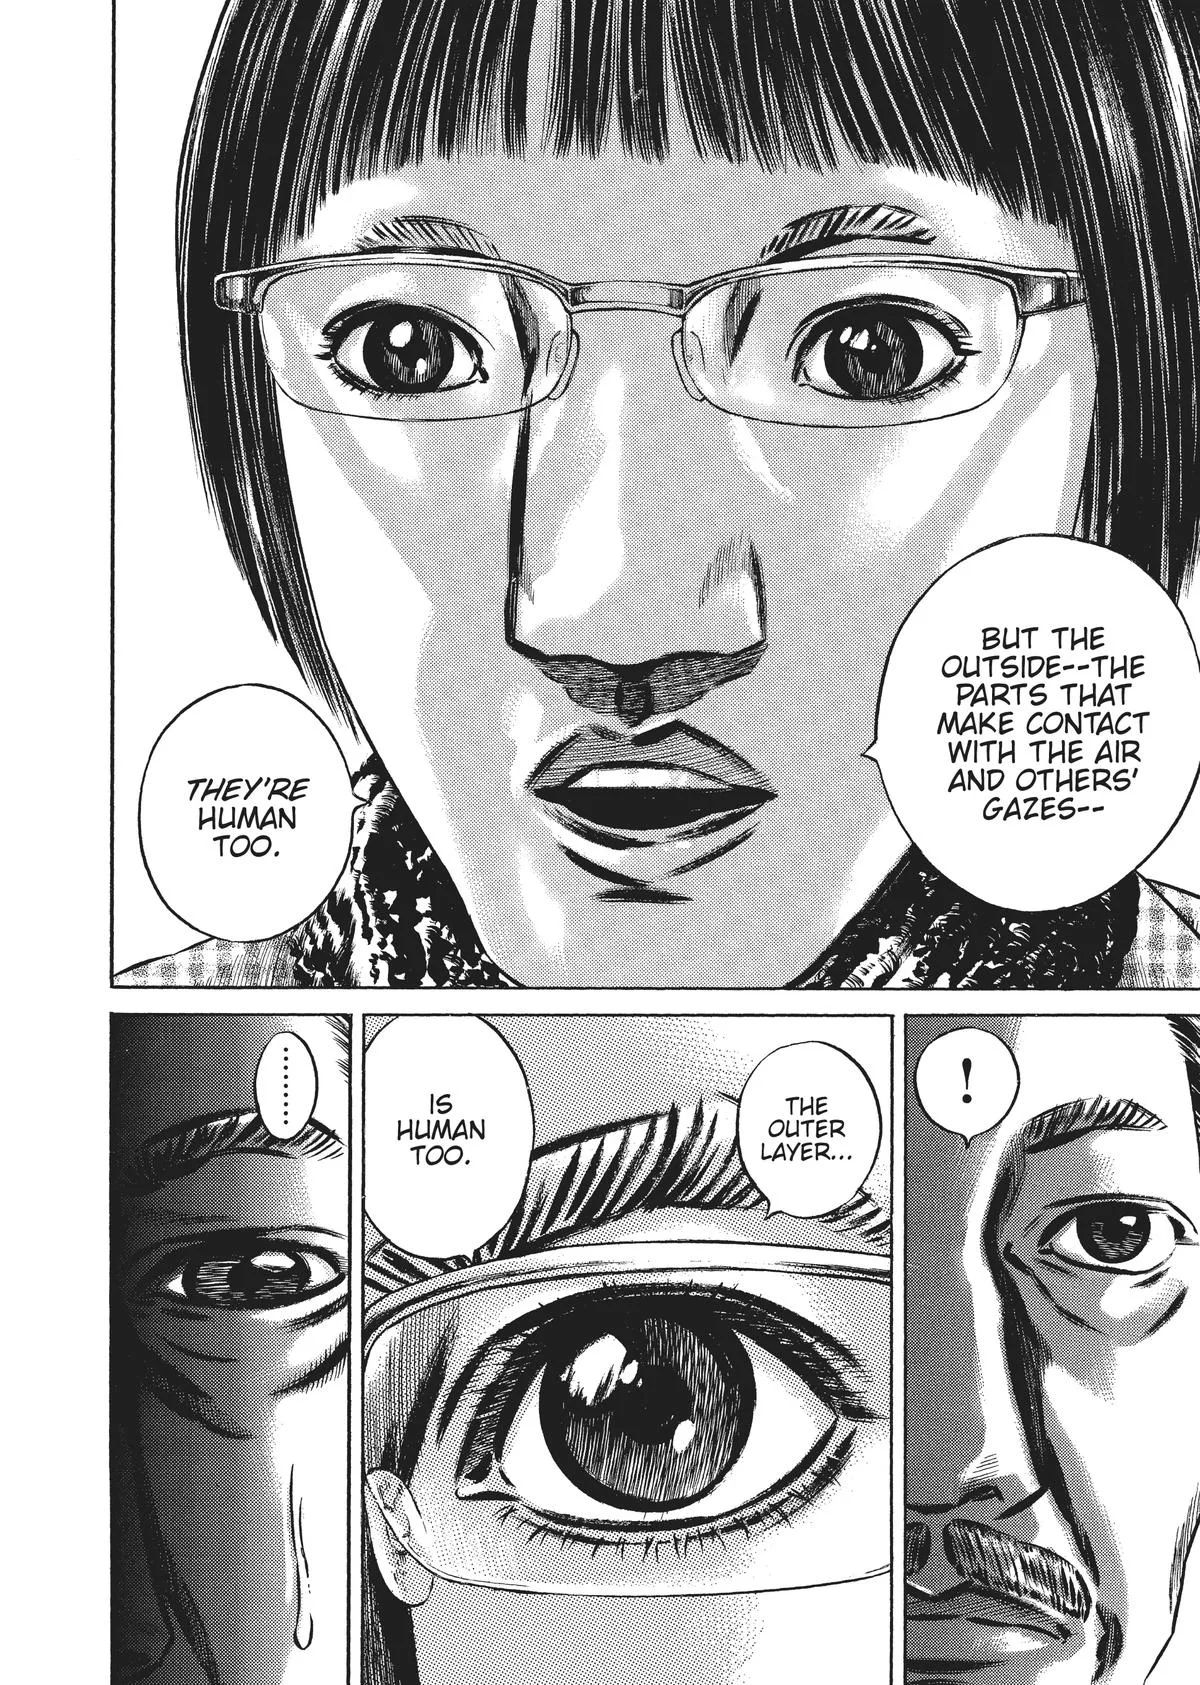 BUT THE
OUTSIDE--THE
PARTS THAT
MAKE CONTACT
WITH THE AIR
AND OTHERS'
GAZES--
THEY'RE
HUMAN
TOO.
!
THE
OUTER
LAYER...
IS
HUMAN
TOO.
........